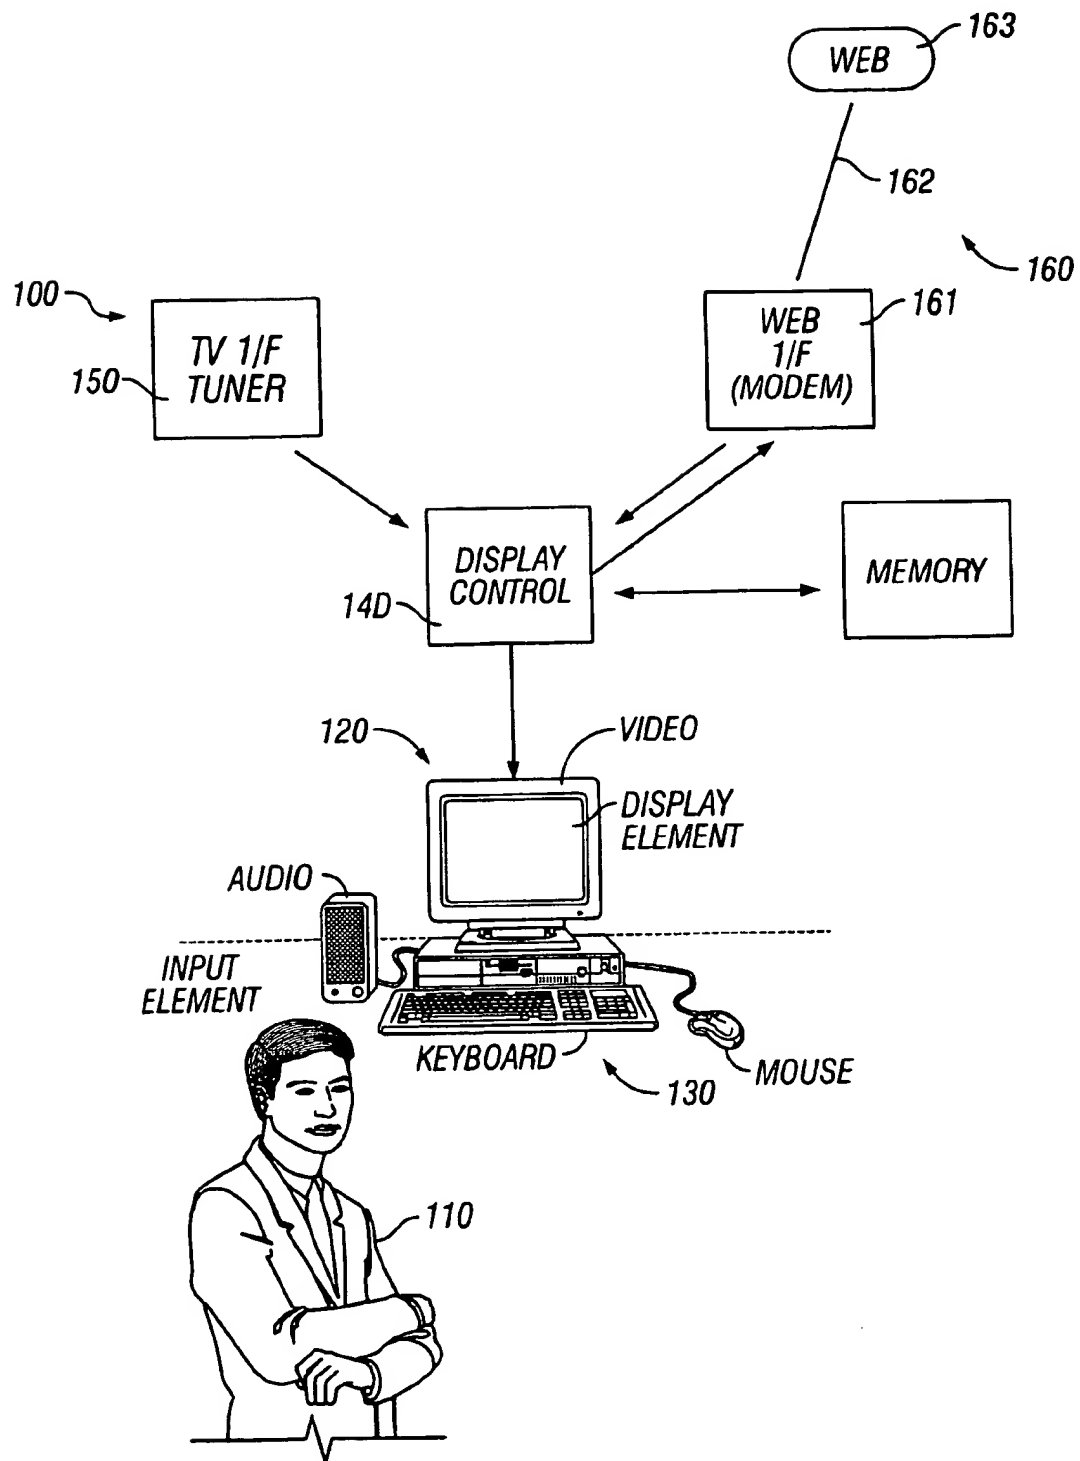 163
WEB
162
160
100
161
TV 1/F
TUNER
150
WEB
1/F
(MODEM)
DISPLAY
CONTROL
14D
MEMORY
120
VIDEO
DISPLAY
ELEMENT
AUDIO
INPUT
ELEMENT
KEYBOARD
130
MOUSE
110